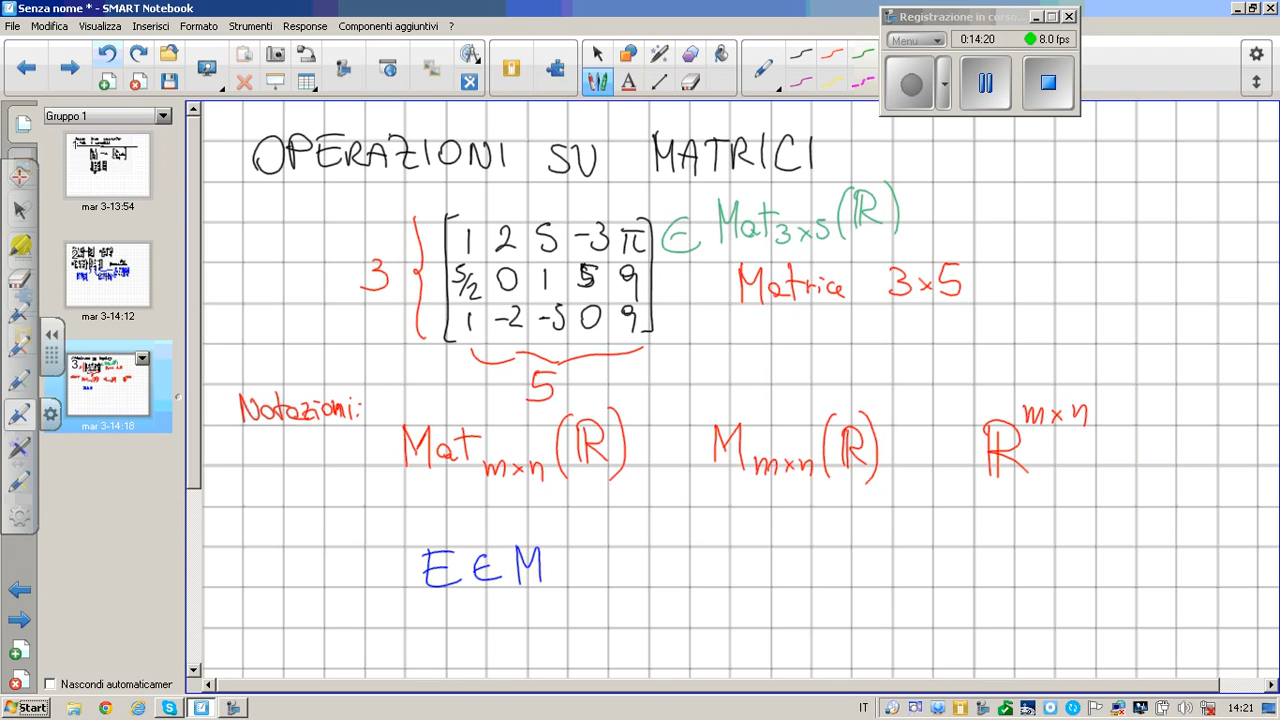 Senza nome * - SMART Notebook
Registrazione in corso...
File Modifica Visualizza Inserisci Formato Strumenti Response Componenti aggiuntivi ?
Menu 0:14:20 8.0 fps
Gruppo 1
mar 3-13:54
mar 3-14:12
3
mar 3-14:18
OPERAZIONI SU MATRICI
3 { [ 1 2 5 -3 π
5/2 0 1 5 9
1 -2 -5 0 9 ] ∈ Mat3×5(ℝ)
Matrice 3×5
5
Notazioni:
Matm×n(ℝ) Mm×n(ℝ) ℝ^m×n
E ∈ M
Nascondi automaticamer
Start
IT
14:21